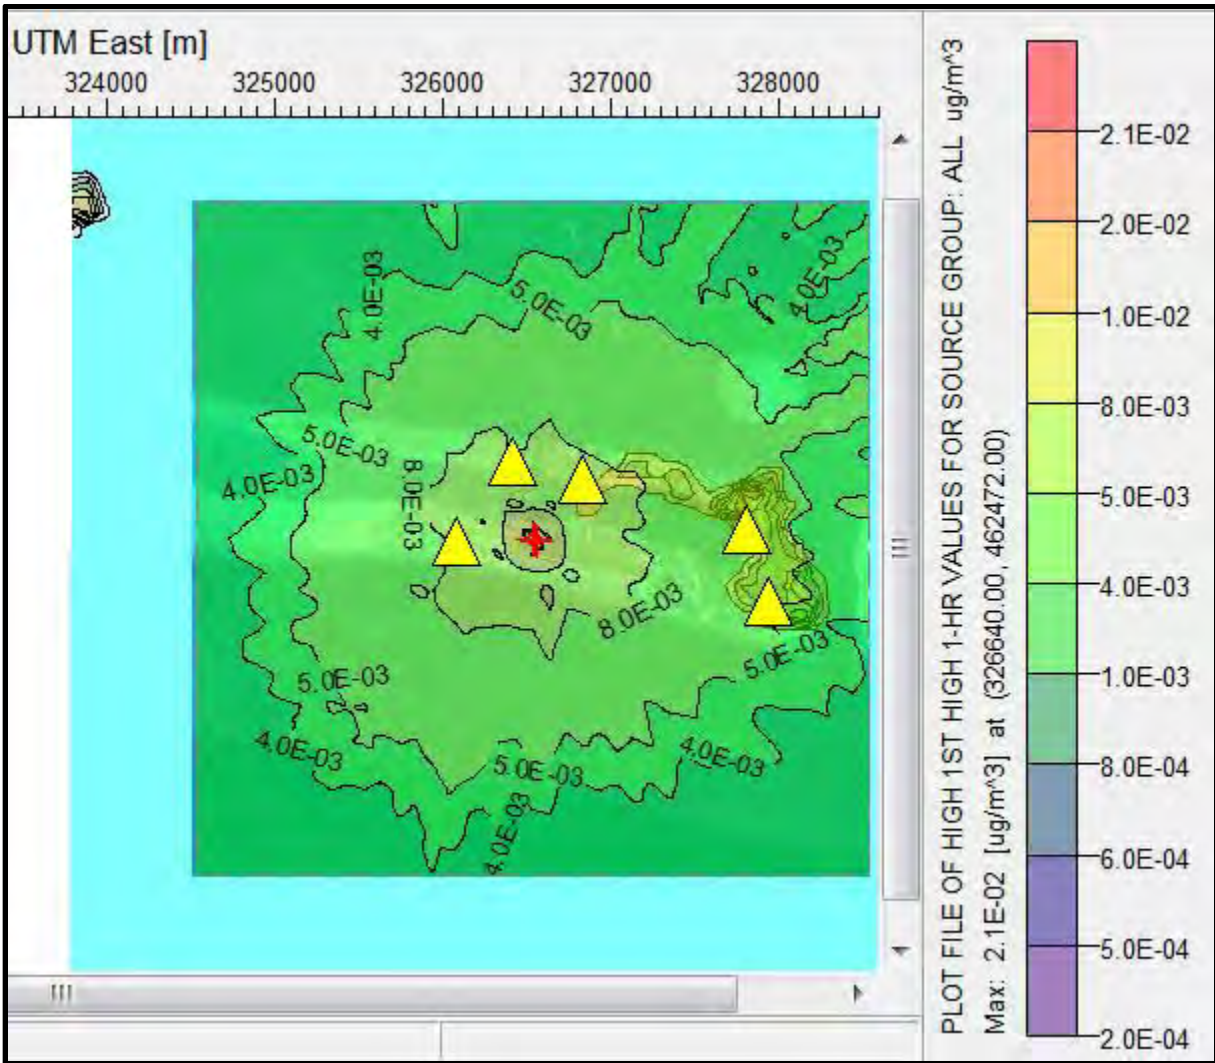 UTM East [m]
324000 325000 326000 327000 328000
4.0E-03
5.0E-03
4.0E-03
5.0E-03
4.0E-03
8.0E-03
8.0E-03
5.0E-03
5.0E-03
4.0E-03
5.0E-03
4.0E-03
4.0E-03
PLOT FILE OF HIGH 1ST HIGH 1-HR VALUES FOR SOURCE GROUP: ALL ug/m^3
Max: 2.1E-02 [ug/m^3] at (326640.00, 462472.00)
2.1E-02
2.0E-02
1.0E-02
8.0E-03
5.0E-03
4.0E-03
1.0E-03
8.0E-04
6.0E-04
5.0E-04
2.0E-04